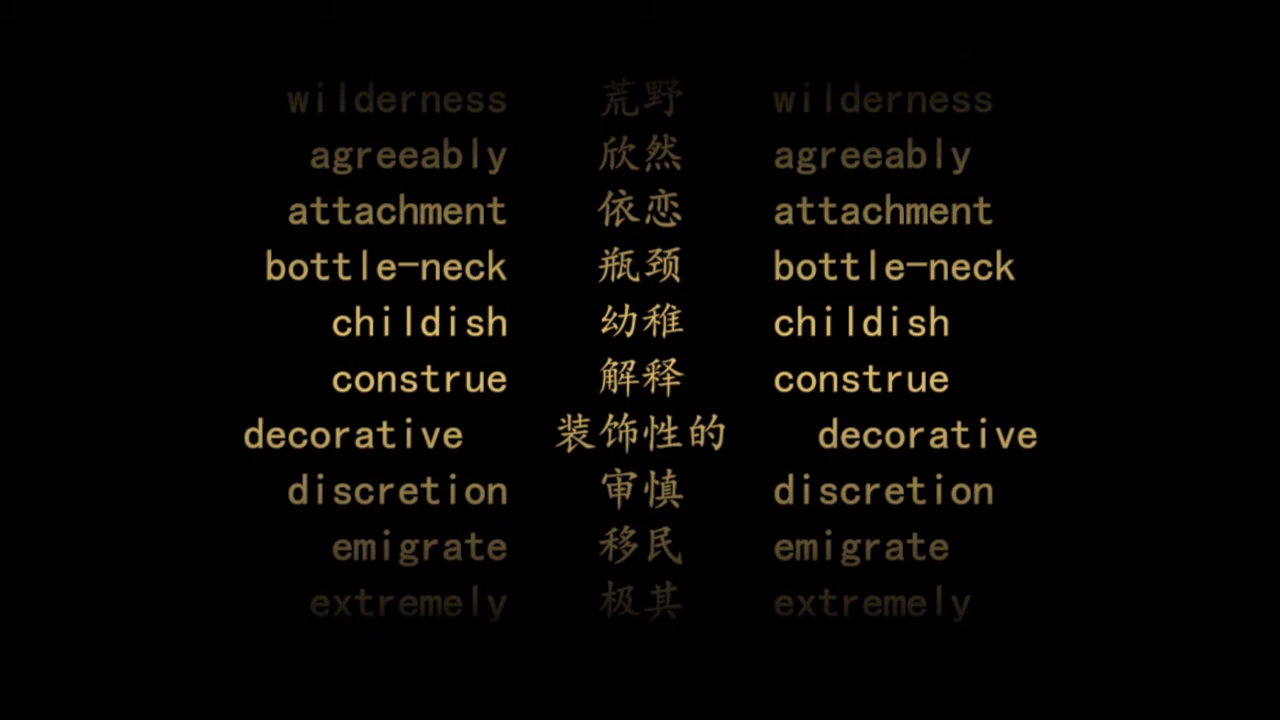 wilderness 荒野 wilderness
agreeably 欣然 agreeably
attachment 依恋 attachment
bottle-neck 瓶颈 bottle-neck
childish 幼稚 childish
construe 解释 construe
decorative 装饰性的 decorative
discretion 审慎 discretion
emigrate 移民 emigrate
extremely 极其 extremely